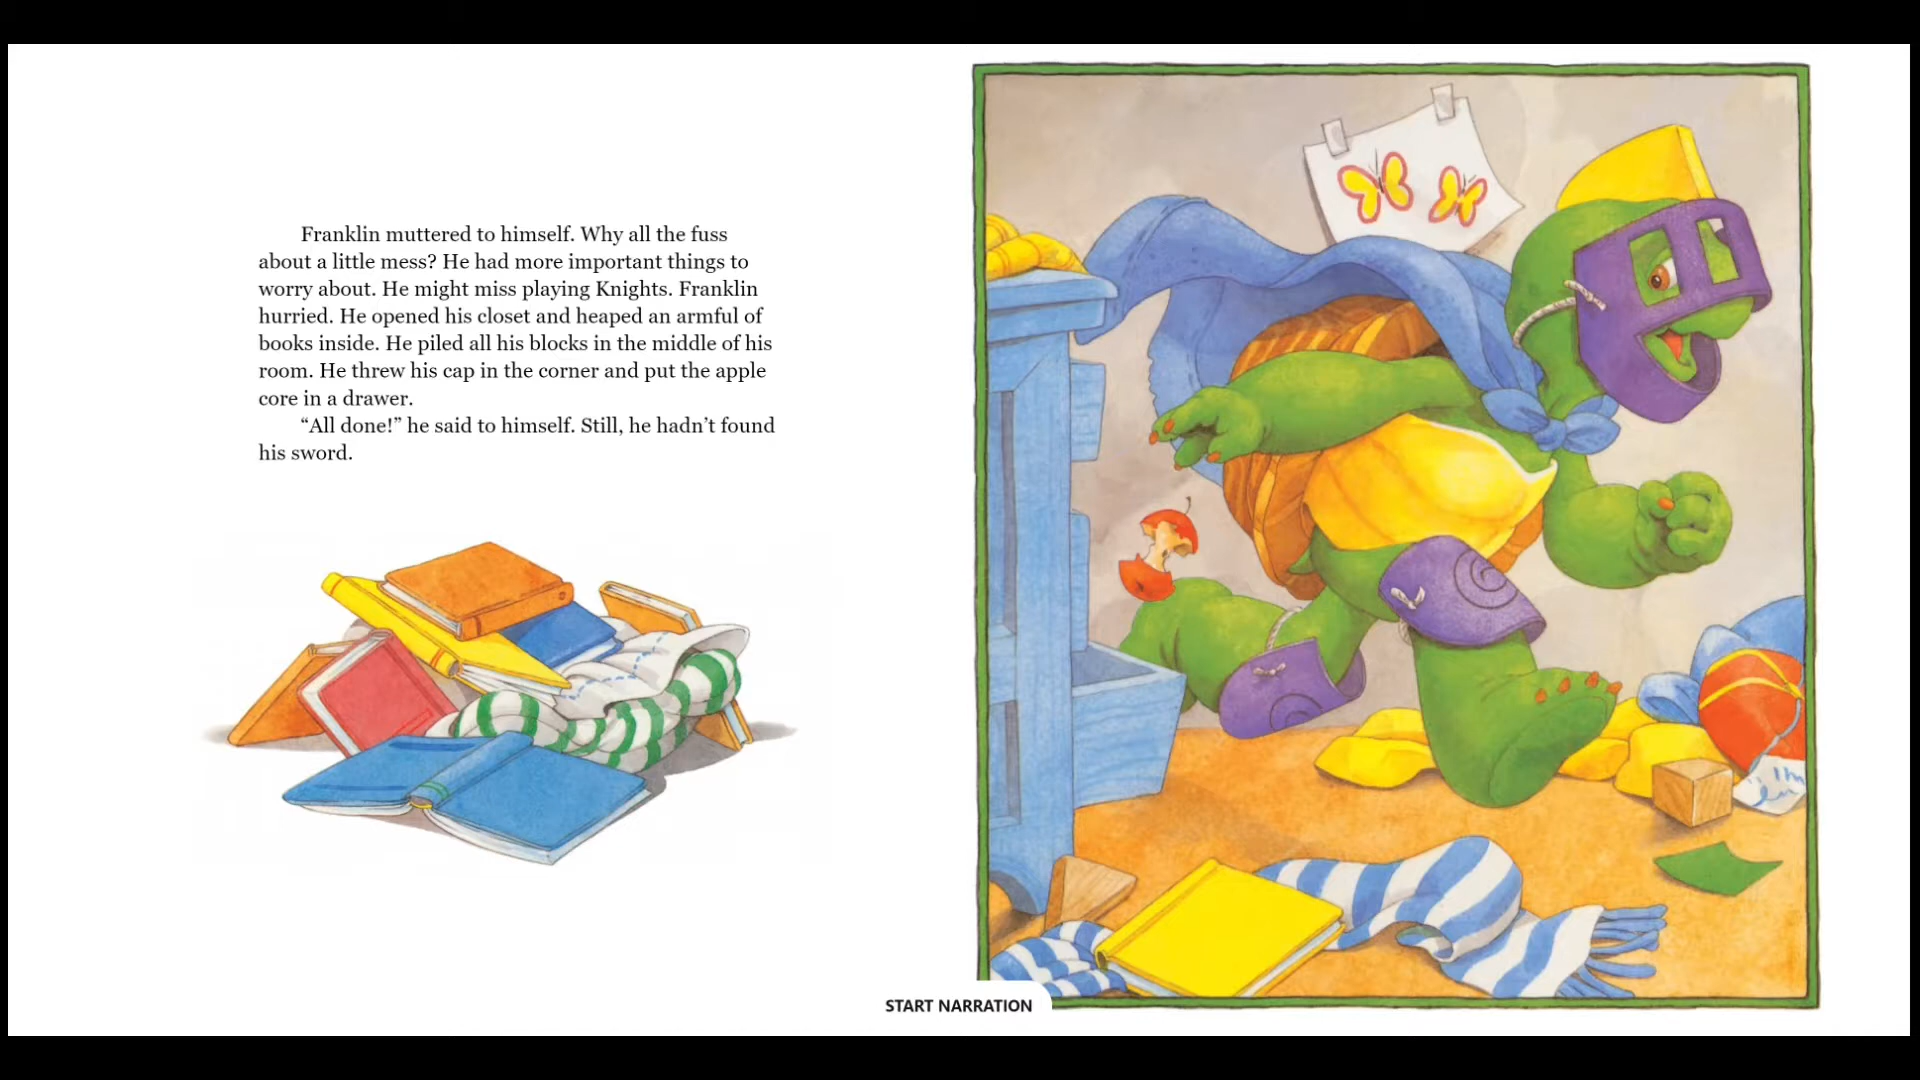 Franklin muttered to himself. Why all the fuss
about a little mess? He had more important things to
worry about. He might miss playing Knights. Franklin
hurried. He opened his closet and heaped an armful of
books inside. He piled all his blocks in the middle of his
room. He threw his cap in the corner and put the apple
core in a drawer.
“All done!” he said to himself. Still, he hadn’t found
his sword.
START NARRATION